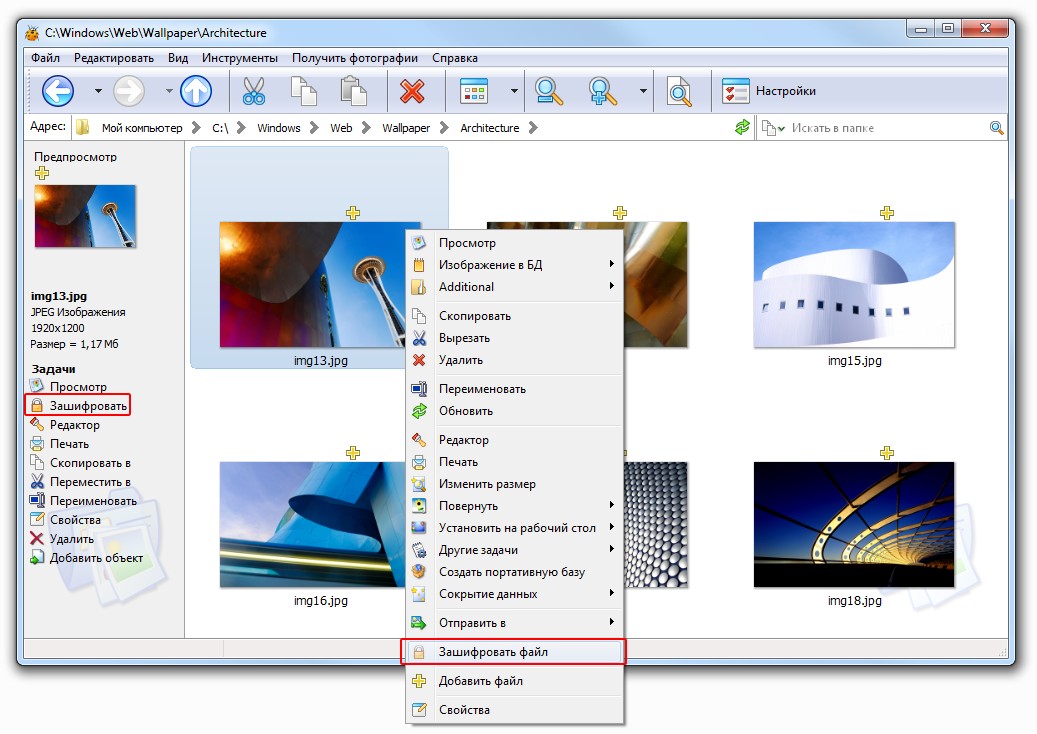 C:\Windows\Web\Wallpaper\Architecture
Файл Редактировать Вид Инструменты Получить фотографии Справка
Настройки
Адрес: Мой компьютер C:\ Windows Web Wallpaper Architecture Искать в папке
Предпросмотр
img13.jpg
JPEG Изображения
1920x1200
Размер = 1,17 Мб
Задачи
Просмотр
Зашифровать
Редактор
Печать
Скопировать в
Переместить в
Переименовать
Свойства
Удалить
Добавить объект
img13.jpg
img15.jpg
img16.jpg
img18.jpg
Просмотр
Изображение в БД
Additional
Скопировать
Вырезать
Удалить
Переименовать
Обновить
Редактор
Печать
Изменить размер
Повернуть
Установить на рабочий стол
Другие задачи
Создать портативную базу
Сокрытие данных
Отправить в
Зашифровать файл
Добавить файл
Свойства